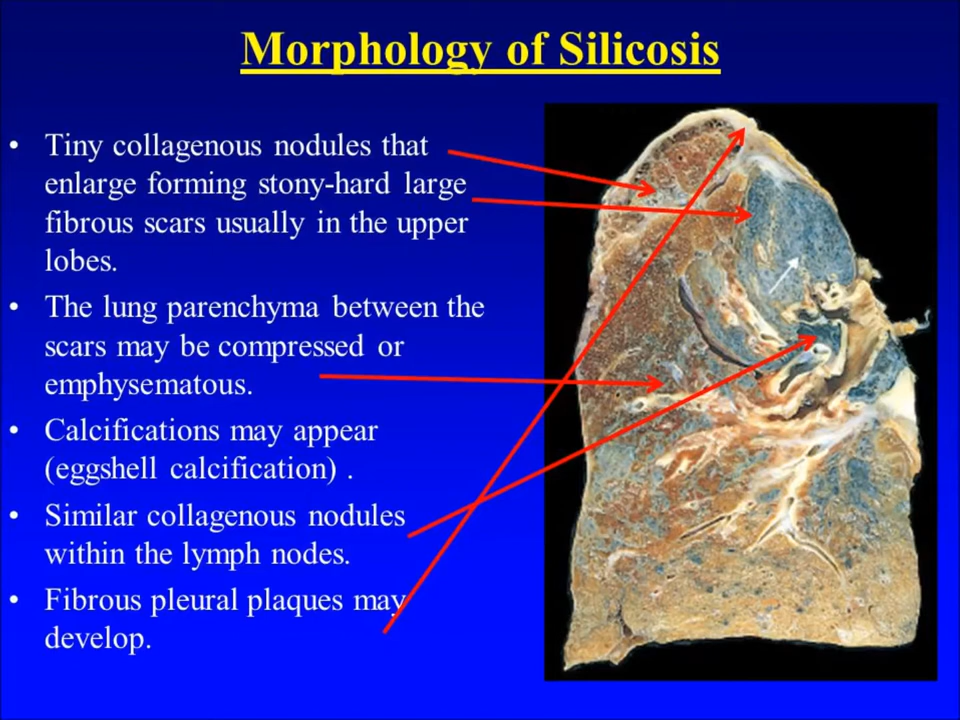 Morphology of Silicosis
• Tiny collagenous nodules that
enlarge forming stony-hard large
fibrous scars usually in the upper
lobes.
• The lung parenchyma between the
scars may be compressed or
emphysematous.
• Calcifications may appear
(eggshell calcification) .
• Similar collagenous nodules
within the lymph nodes.
• Fibrous pleural plaques may
develop.